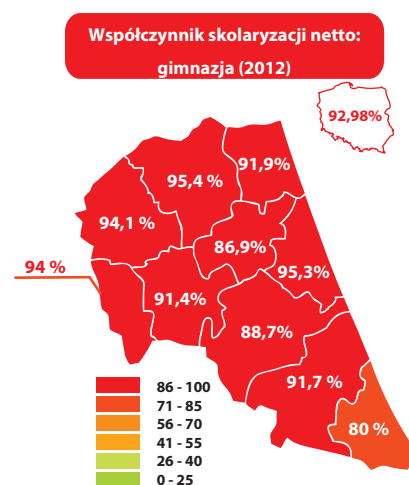 Współczynnik skolaryzacji netto:
gimnazja (2012)
92,98%
91,9%
95,4 %
94,1 %
86,9%
94 %
95,3%
91,4%
88,7%
91,7 %
80 %
86 - 100
71 - 85
56 - 70
41 - 55
26 - 40
0 - 25